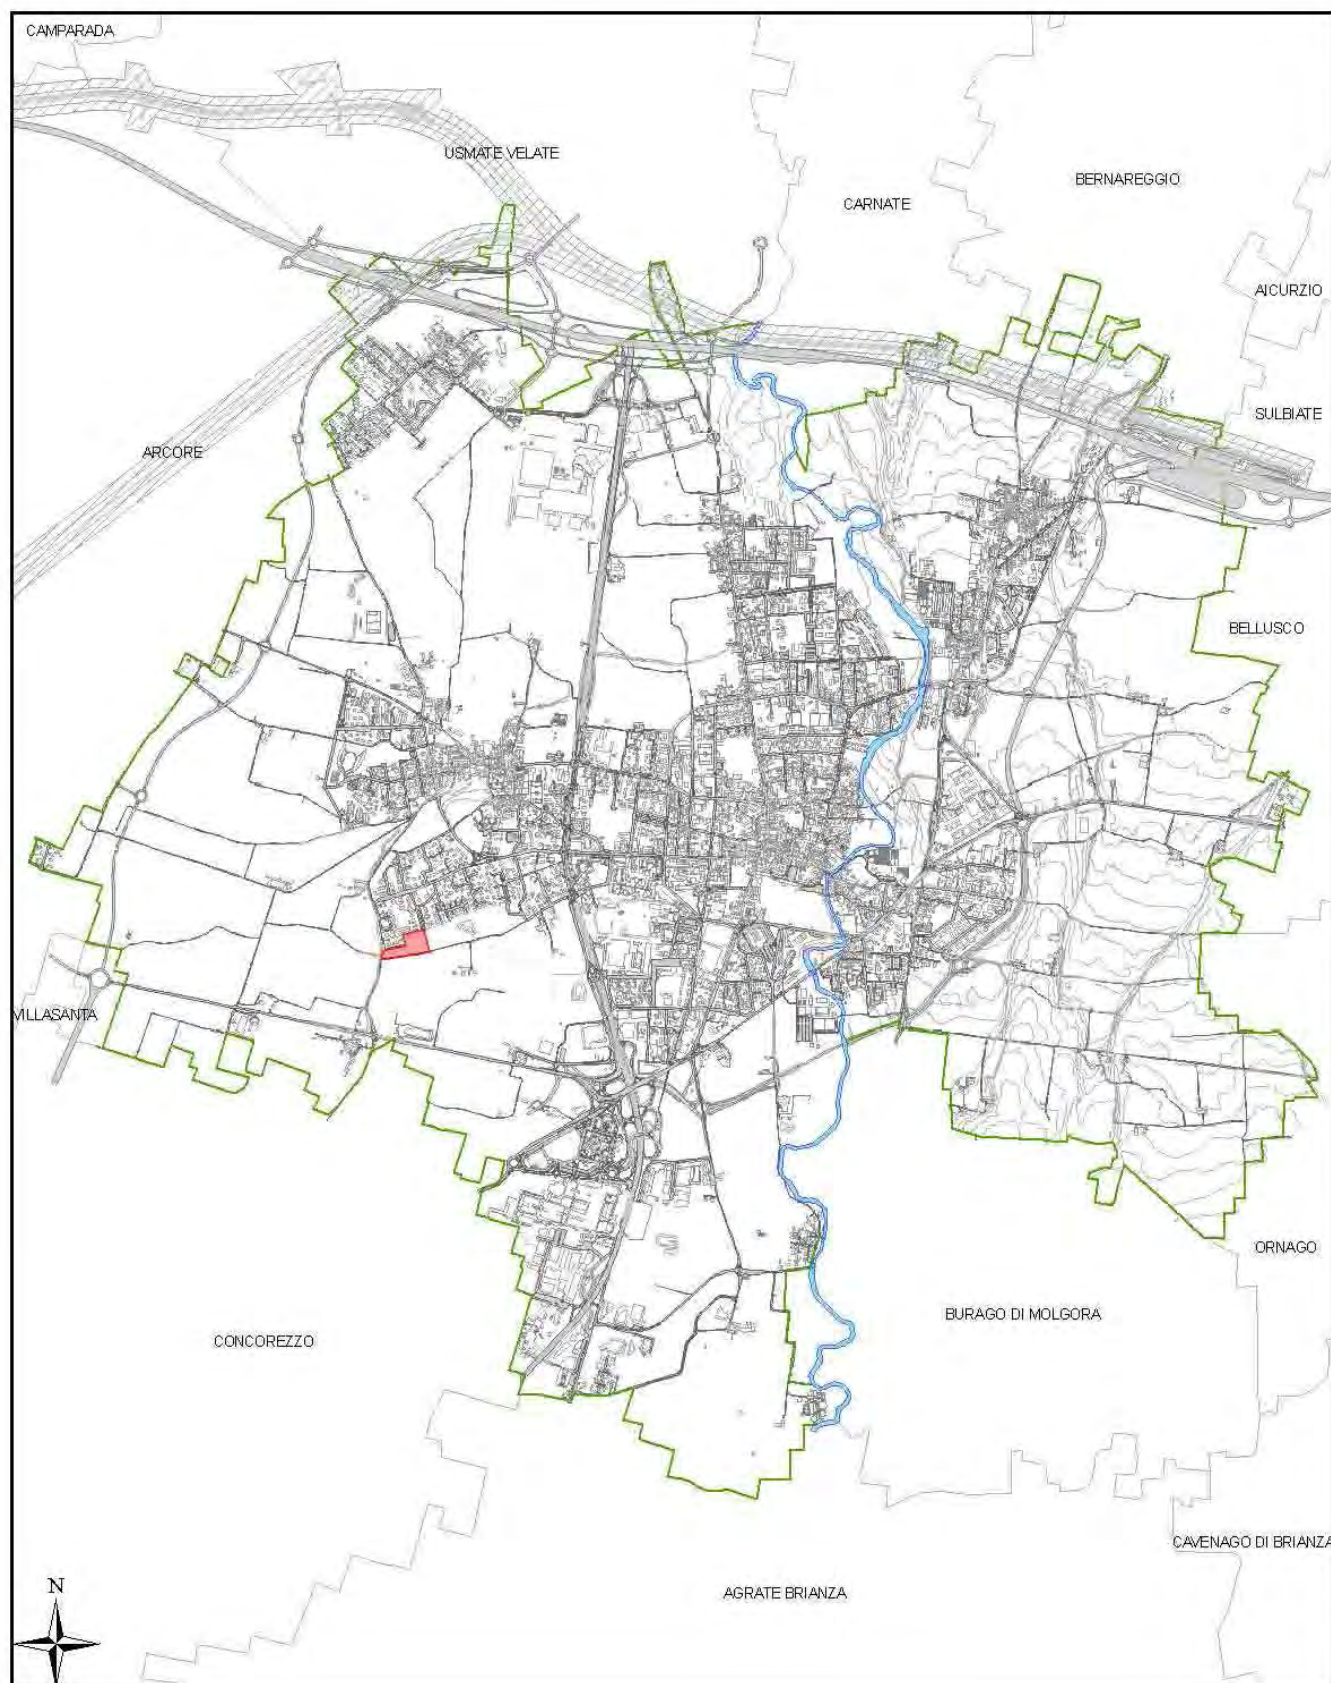 CAMPARADA
USMATE VELATE
BERNAREGGIO
CARNATE
AICURZIO
SULBIATE
ARCORE
BELLUSCO
VILLASANTA
ORNAGO
BURAGO DI MOLGORA
CONCOREZZO
CAVENAGO DI BRIANZA
AGRATE BRIANZA
N